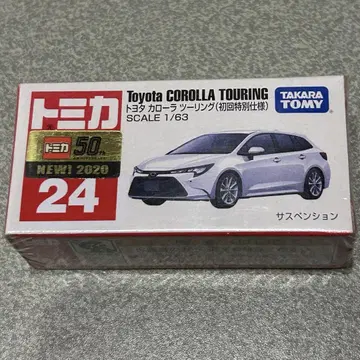 トミカ
Toyota COROLLA TOURING
トヨタ カローラ ツーリング(初回特別仕様)
SCALE 1/63
TAKARA
TOMY
トミカ 50th
NEW! 2020
24
サスペンション